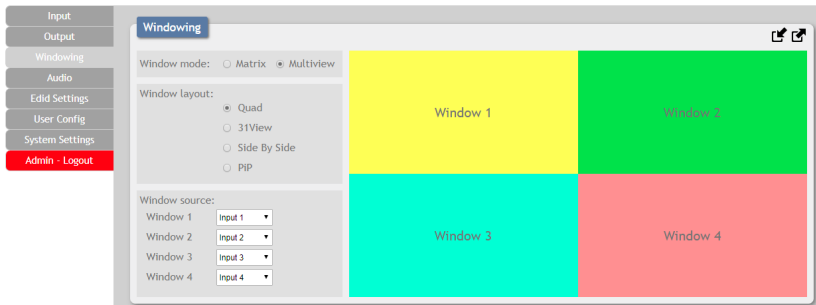 Input
Output
Windowing
Audio
Edid Settings
User Config
System Settings
Admin - Logout
Windowing
Window mode: Matrix Multiview
Window layout:
Quad
31View
Side By Side
PiP
Window source:
Window 1 Input 1
Window 2 Input 2
Window 3 Input 3
Window 4 Input 4
Window 1 Window 2
Window 3 Window 4